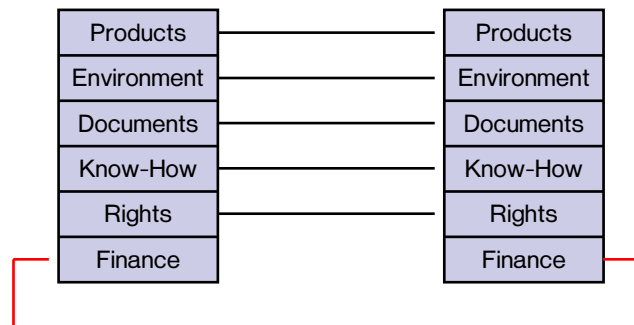 Products
Environment
Documents
Know-How
Rights
Finance
Products
Environment
Documents
Know-How
Rights
Finance